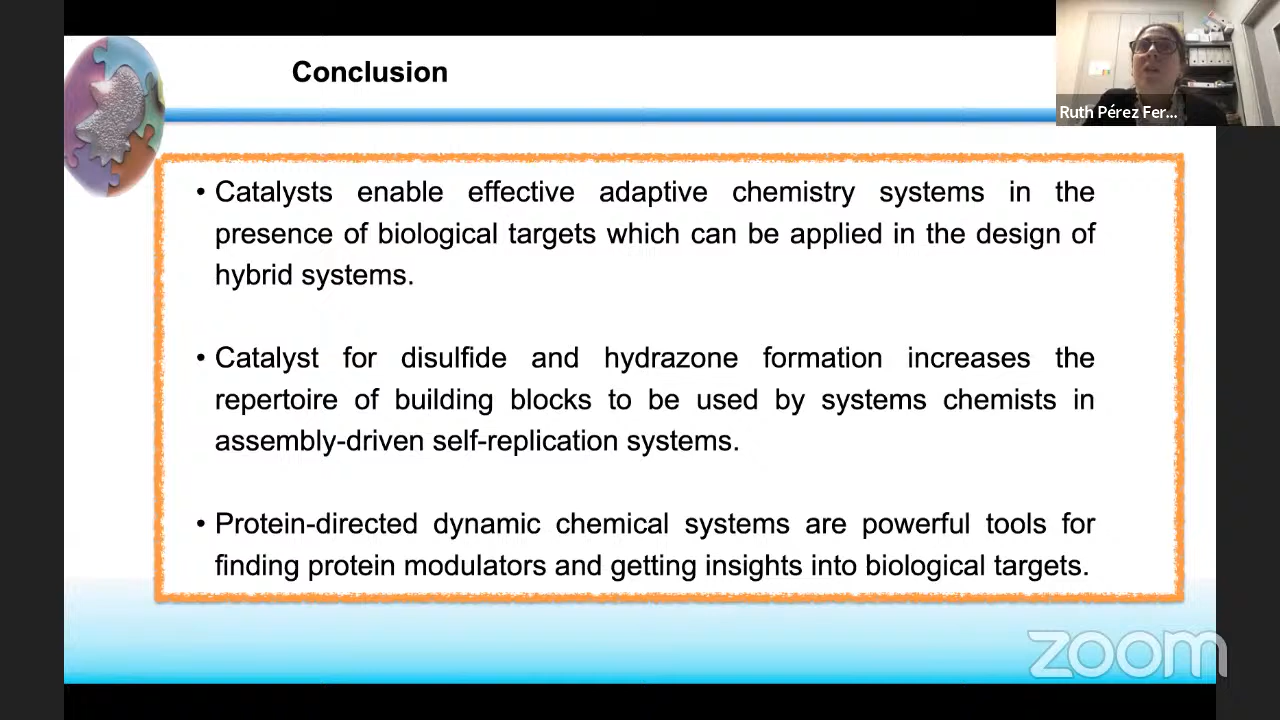 Conclusion
Ruth Pérez Fer...
• Catalysts enable effective adaptive chemistry systems in the
presence of biological targets which can be applied in the design of
hybrid systems.
• Catalyst for disulfide and hydrazone formation increases the
repertoire of building blocks to be used by systems chemists in
assembly-driven self-replication systems.
• Protein-directed dynamic chemical systems are powerful tools for
finding protein modulators and getting insights into biological targets.
zoom